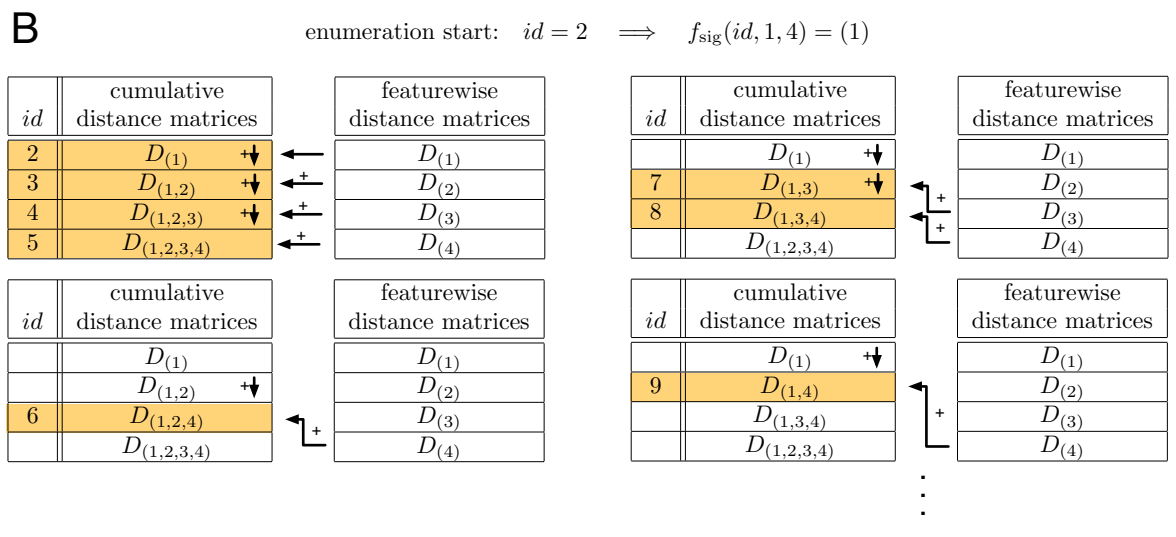 B
enumeration start: id = 2 ⟹ f_sig(id, 1, 4) = (1)
id | cumulative distance matrices | featurewise distance matrices
2 | D_(1) +↓ | ← | D_(1)
3 | D_(1,2) +↓ | + ← | D_(2)
4 | D_(1,2,3) +↓ | + ← | D_(3)
5 | D_(1,2,3,4) | + ← | D_(4)
id | cumulative distance matrices | featurewise distance matrices
D_(1) +↓ | D_(1)
7 | D_(1,3) +↓ | D_(2)
8 | D_(1,3,4) | + | D_(3)
D_(1,2,3,4) | + | D_(4)
id | cumulative distance matrices | featurewise distance matrices
D_(1) | D_(1)
D_(1,2) +↓ | D_(2)
6 | D_(1,2,4) | D_(3)
D_(1,2,3,4) | + | D_(4)
id | cumulative distance matrices | featurewise distance matrices
D_(1) +↓ | D_(1)
9 | D_(1,4) | D_(2)
D_(1,3,4) | + | D_(3)
D_(1,2,3,4) | D_(4)
⋮